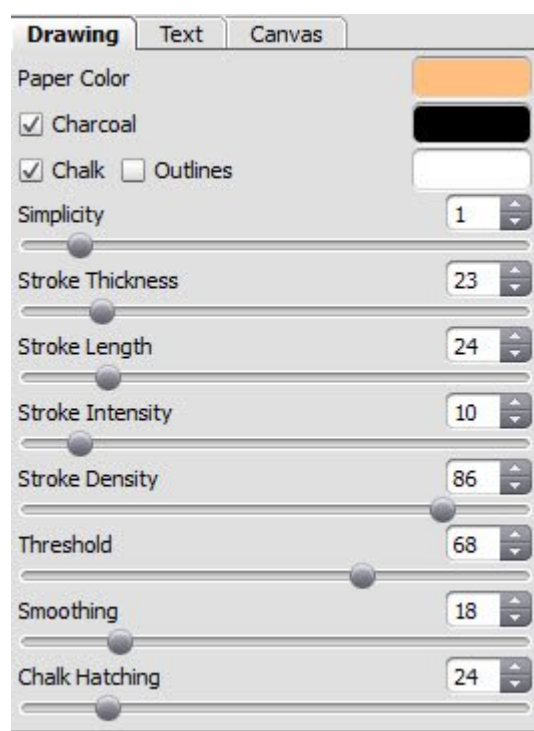 Drawing Text Canvas
Paper Color
Charcoal
Chalk Outlines
Simplicity 1
Stroke Thickness 23
Stroke Length 24
Stroke Intensity 10
Stroke Density 86
Threshold 68
Smoothing 18
Chalk Hatching 24